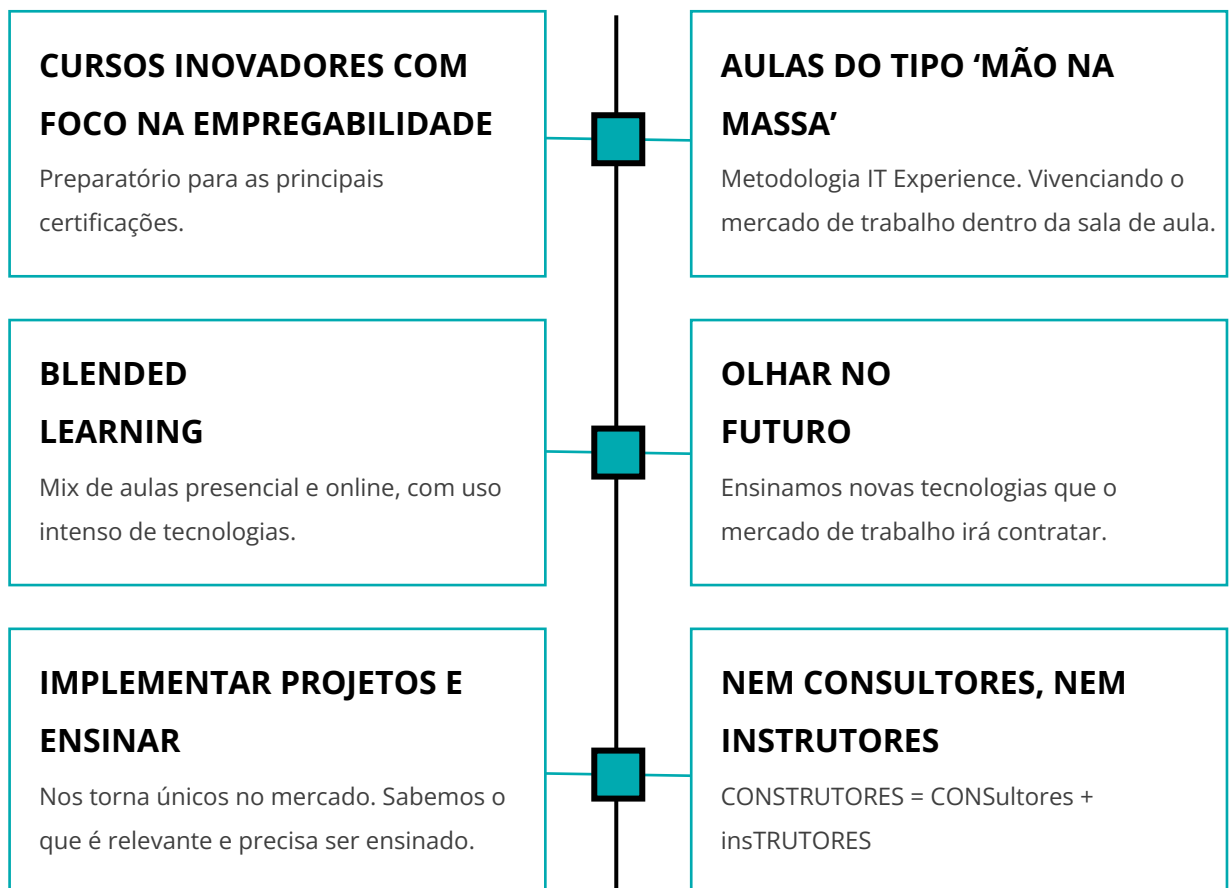 CURSOS INOVADORES COM
FOCO NA EMPREGABILIDADE
Preparatório para as principais
certificações.
AULAS DO TIPO ‘MÃO NA
MASSA’
Metodologia IT Experience. Vivenciando o
mercado de trabalho dentro da sala de aula.
BLENDED
LEARNING
Mix de aulas presencial e online, com uso
intenso de tecnologias.
OLHAR NO
FUTURO
Ensinamos novas tecnologias que o
mercado de trabalho irá contratar.
IMPLEMENTAR PROJETOS E
ENSINAR
Nos torna únicos no mercado. Sabemos o
que é relevante e precisa ser ensinado.
NEM CONSULTORES, NEM
INSTRUTORES
CONSTRUTORES = CONSultores +
insTRUTORES